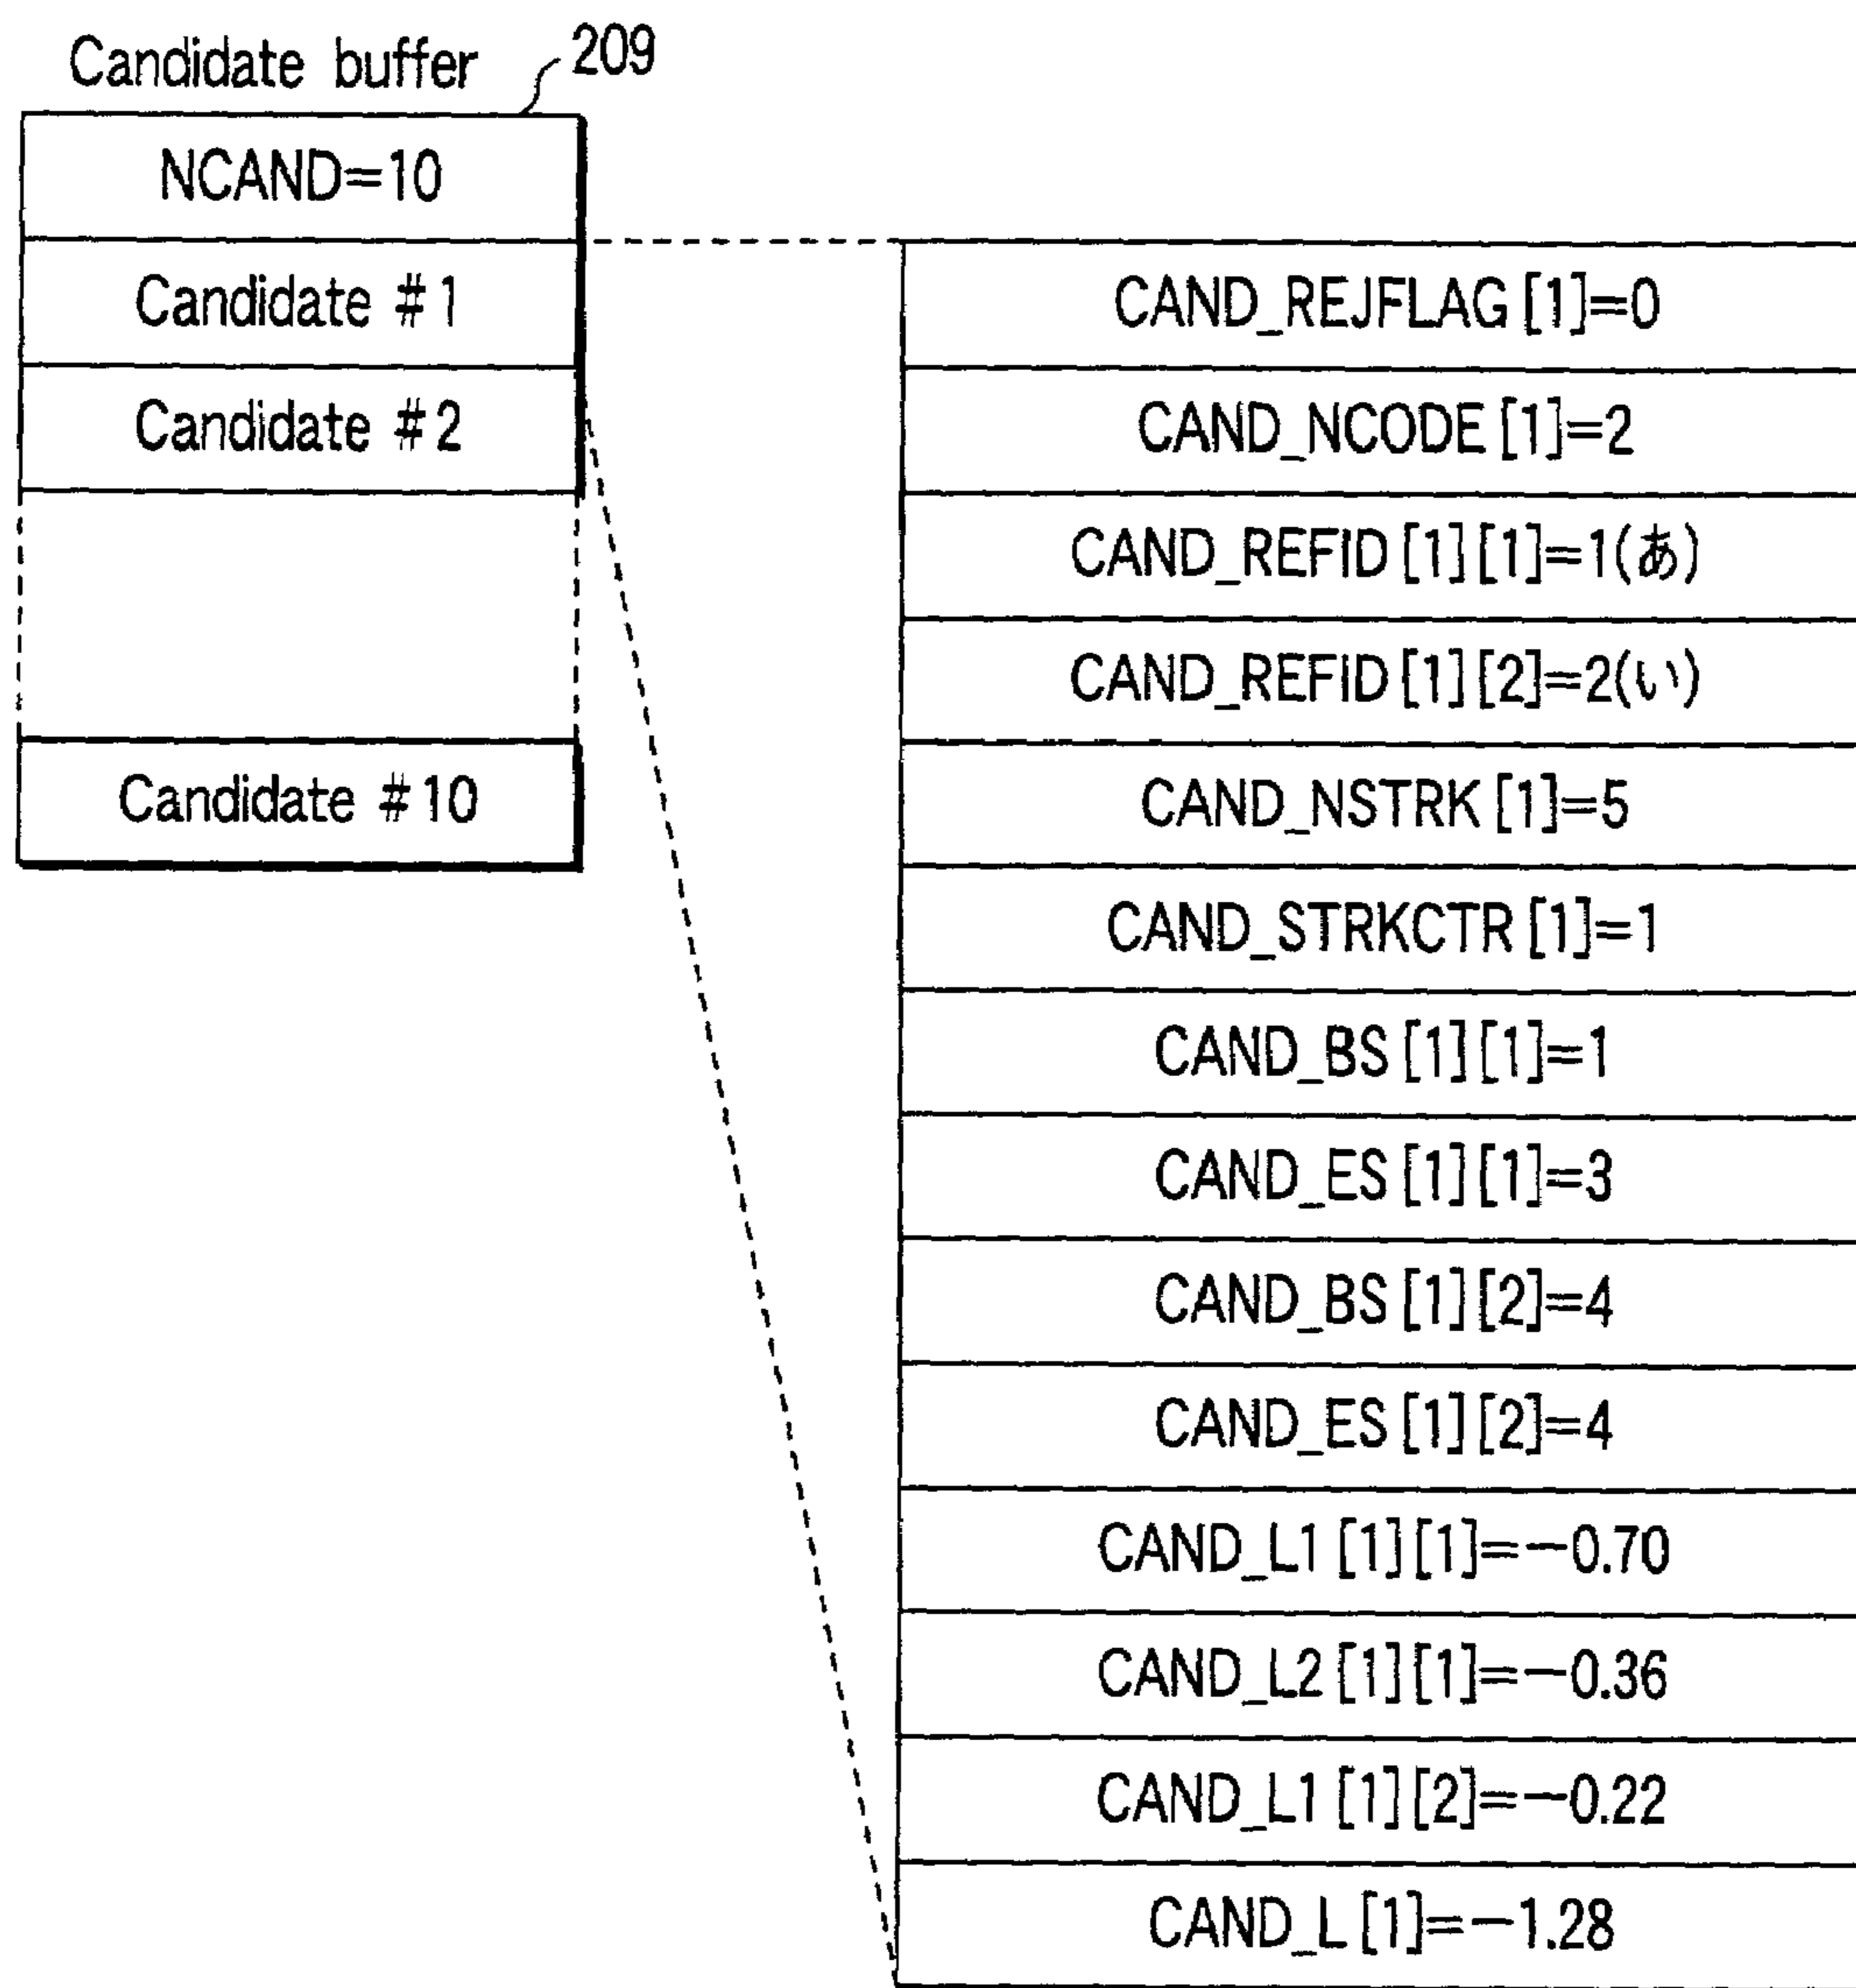 Candidate buffer
209
NCAND=10
Candidate #1
Candidate #2
Candidate #10
CAND_REJFLAG[1]=0
CAND_NCODE[1]=2
CAND_REFID[1][1]=1(あ)
CAND_REFID[1][2]=2(い)
CAND_NSTRK[1]=5
CAND_STRKCTR[1]=1
CAND_BS[1][1]=1
CAND_ES[1][1]=3
CAND_BS[1][2]=4
CAND_ES[1][2]=4
CAND_L1[1][1]=−0.70
CAND_L2[1][1]=−0.36
CAND_L1[1][2]=−0.22
CAND_L[1]=−1.28